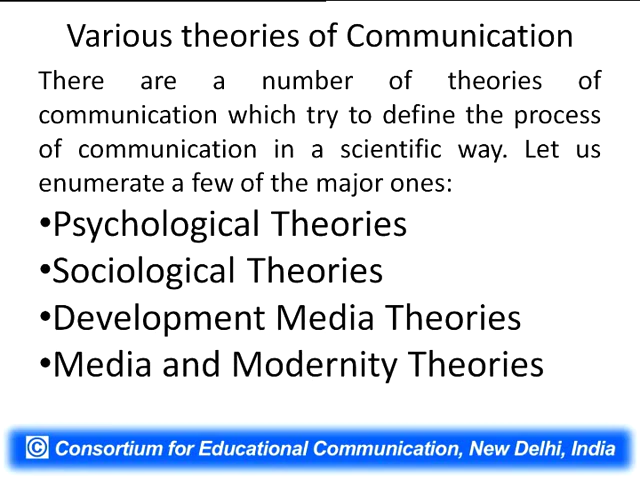 Various theories of Communication
There are a number of theories of
communication which try to define the process
of communication in a scientific way. Let us
enumerate a few of the major ones:
•Psychological Theories
•Sociological Theories
•Development Media Theories
•Media and Modernity Theories
© Consortium for Educational Communication, New Delhi, India